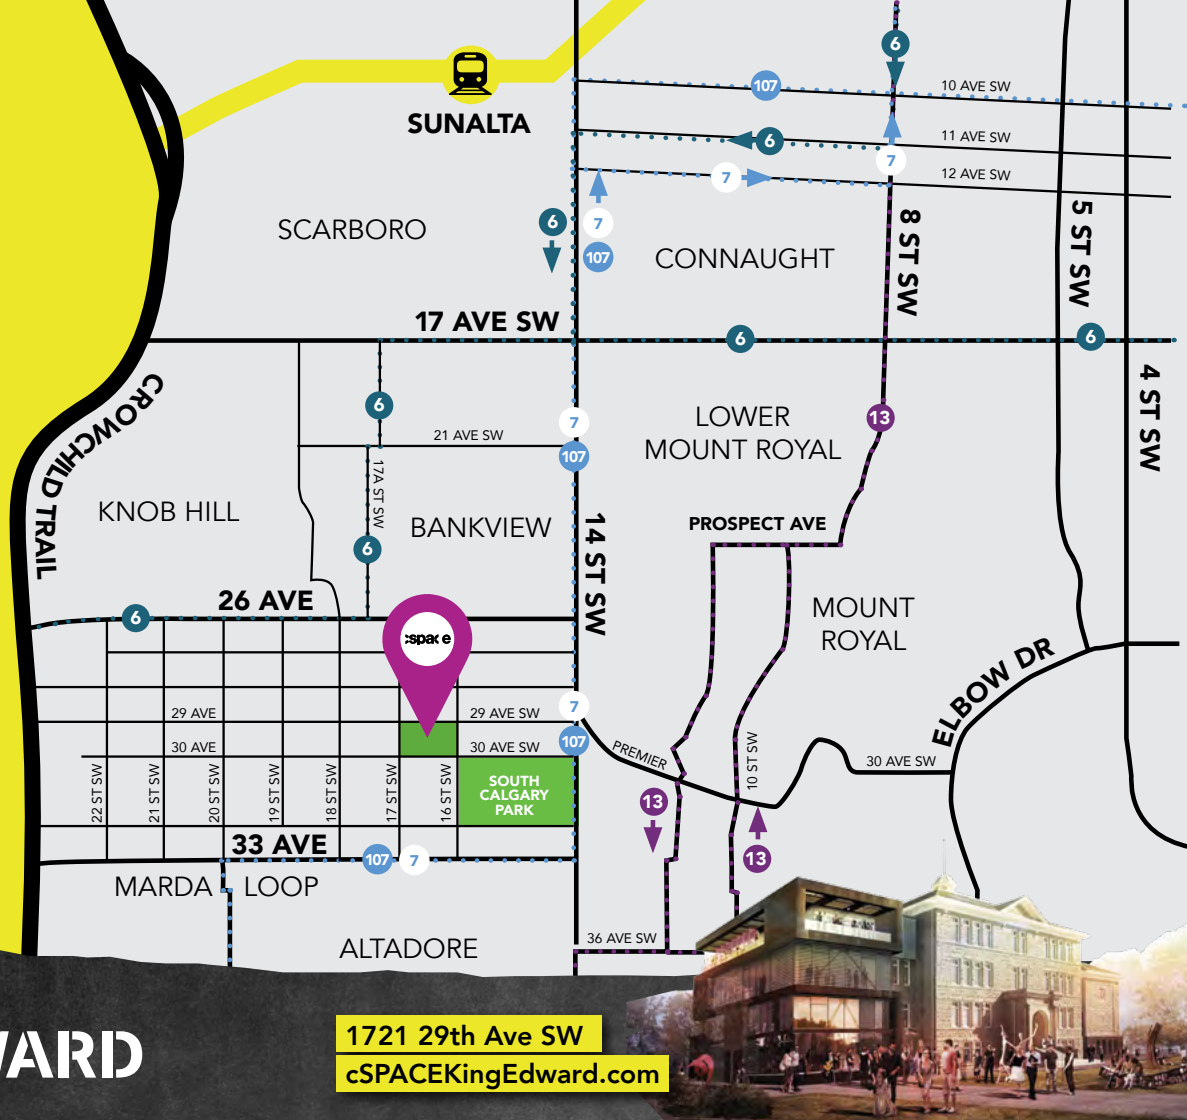 6
10 AVE SW
107
SUNALTA
11 AVE SW
6
7
12 AVE SW
7
SCARBORO
6
7
107
CONNAUGHT
8 ST SW
5 ST SW
17 AVE SW
6
6
4 ST SW
CROWCHILD TRAIL
6
7
13
LOWER
MOUNT ROYAL
21 AVE SW
107
17A ST SW
KNOB HILL
BANKVIEW
14 ST SW
PROSPECT AVE
6
26 AVE
6
MOUNT
ROYAL
cspace
ELBOW DR
29 AVE
29 AVE SW
7
30 AVE
30 AVE SW
107
PREMIER
10 ST SW
30 AVE SW
22 ST SW
21 ST SW
20 ST SW
19 ST SW
18 ST SW
17 ST SW
16 ST SW
SOUTH
CALGARY
PARK
13
33 AVE
107
7
13
MARDA LOOP
ALTADORE
36 AVE SW
WARD
1721 29th Ave SW
cSPACEKingEdward.com